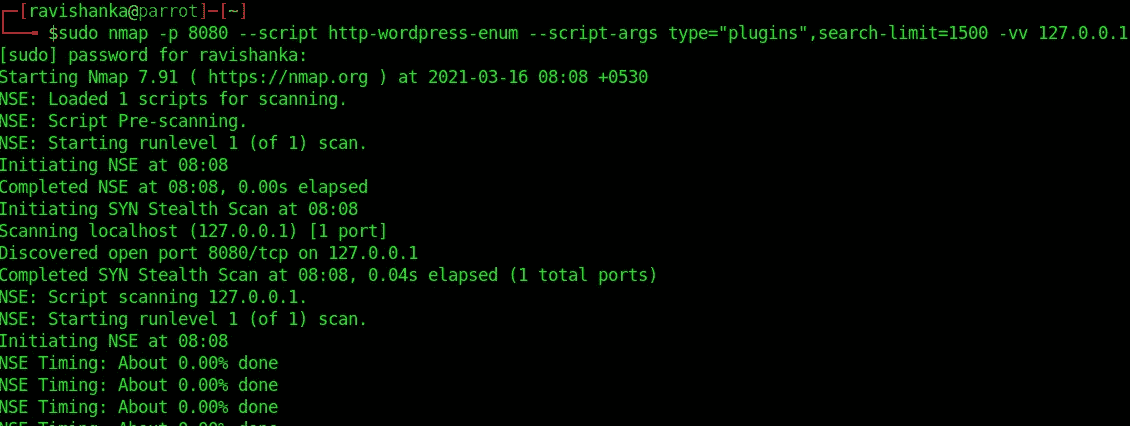 ┌─[ravishanka@parrot]─[~]
└──╼ $sudo nmap -p 8080 --script http-wordpress-enum --script-args type="plugins",search-limit=1500 -vv 127.0.0.1
[sudo] password for ravishanka:
Starting Nmap 7.91 ( https://nmap.org ) at 2021-03-16 08:08 +0530
NSE: Loaded 1 scripts for scanning.
NSE: Script Pre-scanning.
NSE: Starting runlevel 1 (of 1) scan.
Initiating NSE at 08:08
Completed NSE at 08:08, 0.00s elapsed
Initiating SYN Stealth Scan at 08:08
Scanning localhost (127.0.0.1) [1 port]
Discovered open port 8080/tcp on 127.0.0.1
Completed SYN Stealth Scan at 08:08, 0.04s elapsed (1 total ports)
NSE: Script scanning 127.0.0.1.
NSE: Starting runlevel 1 (of 1) scan.
Initiating NSE at 08:08
NSE Timing: About 0.00% done
NSE Timing: About 0.00% done
NSE Timing: About 0.00% done
NSE Timing: About 0.00% done